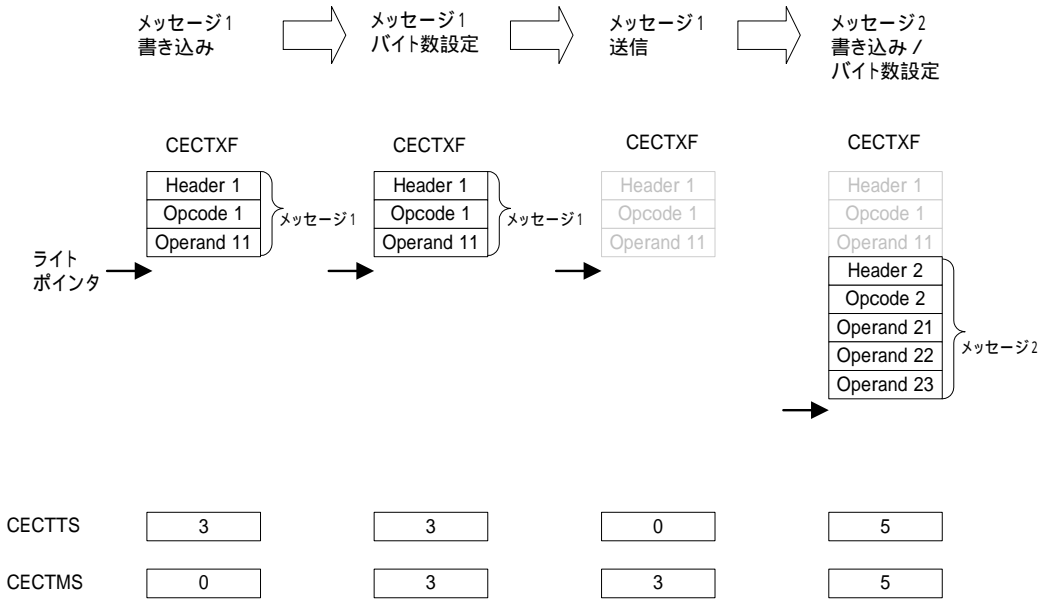 メッセージ1
書き込み
メッセージ1
バイト数設定
メッセージ1
送信
メッセージ2
書き込み /
バイト数設定
CECTXF
CECTXF
CECTXF
CECTXF
Header 1
Opcode 1
Operand 11
メッセージ1
Header 1
Opcode 1
Operand 11
メッセージ1
Header 1
Opcode 1
Operand 11
Header 1
Opcode 1
Operand 11
Header 2
Opcode 2
Operand 21
Operand 22
Operand 23
メッセージ2
ライト
ポインタ
CECTTS 3 3 0 5
CECTMS 0 3 3 5